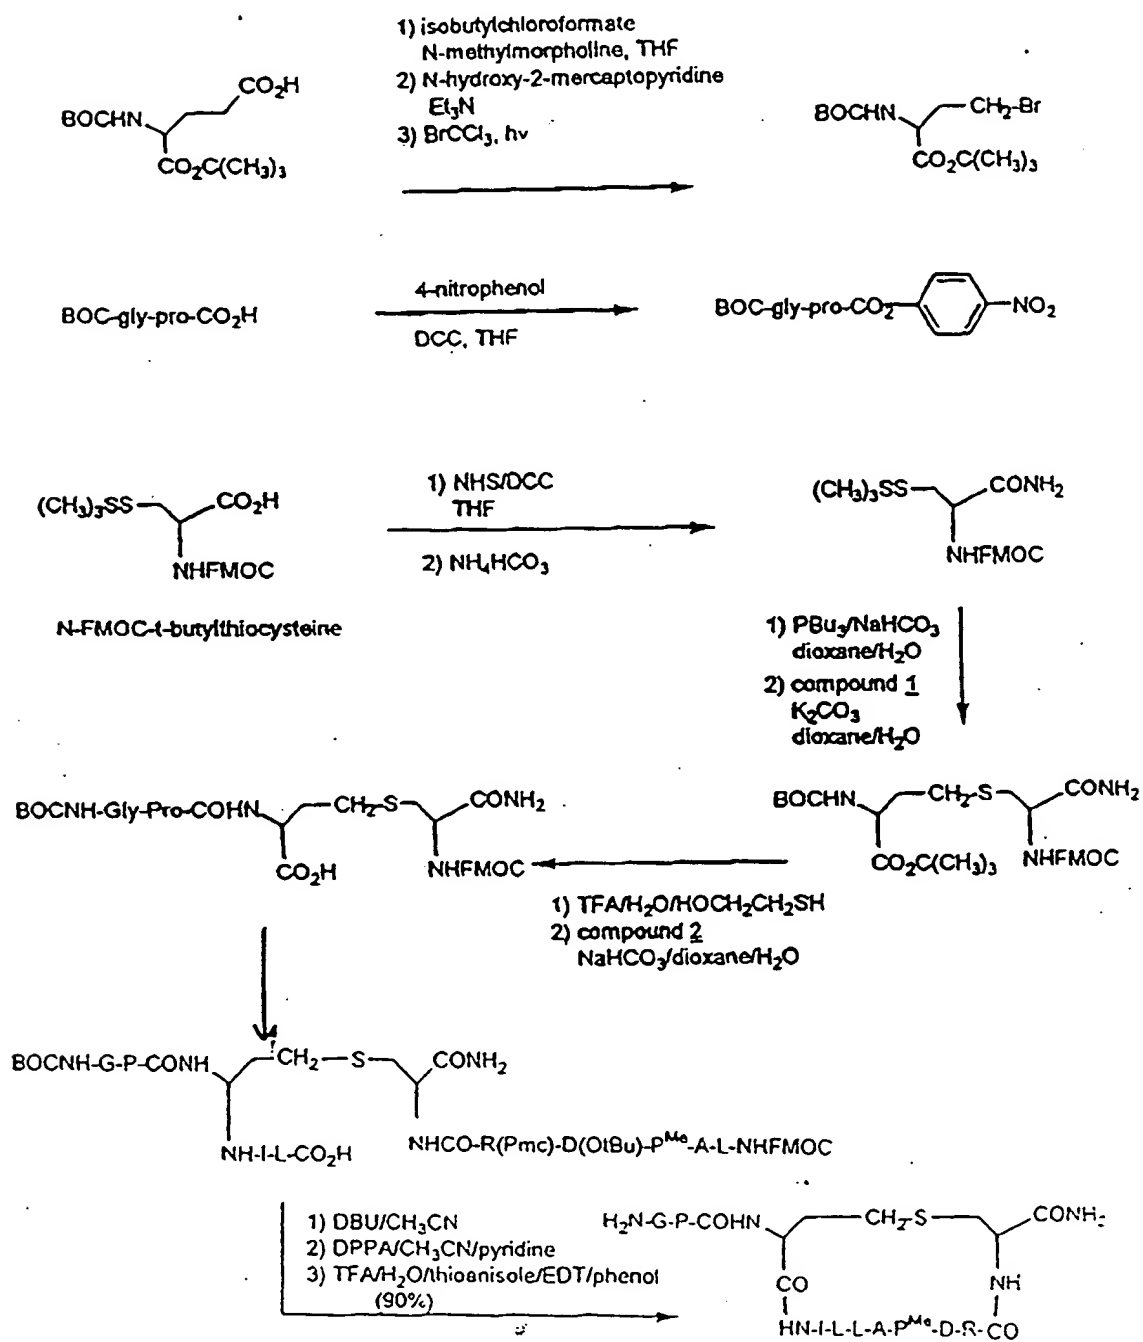 1) isobutylchloroformate
N-methylmorpholine, THF
2) N-hydroxy-2-mercaptopyridine
Et3N
3) BrCCl3, hv
CO2H
BOCHN
CO2C(CH3)3
CH2-Br
BOCHN
CO2C(CH3)3
BOC-gly-pro-CO2H
4-nitrophenol
DCC, THF
BOC-gly-pro-CO2
NO2
(CH3)3SS
CO2H
NHFMOC
N-FMOC-t-butylthiocysteine
1) NHS/DCC
THF
2) NH4HCO3
(CH3)3SS
CONH2
NHFMOC
1) PBu3/NaHCO3
dioxane/H2O
2) compound 1
K2CO3
dioxane/H2O
BOCHN
CH2-S
CONH2
CO2C(CH3)3
NHFMOC
1) TFA/H2O/HOCH2CH2SH
2) compound 2
NaHCO3/dioxane/H2O
BOCNH-Gly-Pro-COHN
CH2-S
CONH2
CO2H
NHFMOC
BOCNH-G-P-CONH
CH2-S
CONH2
NH-I-L-CO2H
NHCO-R(Pmc)-D(OtBu)-PMe-A-L-NHFMOC
1) DBU/CH3CN
2) DPPA/CH3CN/pyridine
3) TFA/H2O/thioanisole/EDT/phenol
(90%)
H2N-G-P-COHN
CH2-S
CONH2
CO
NH
HN-I-L-L-A-PMe-D-R-CO